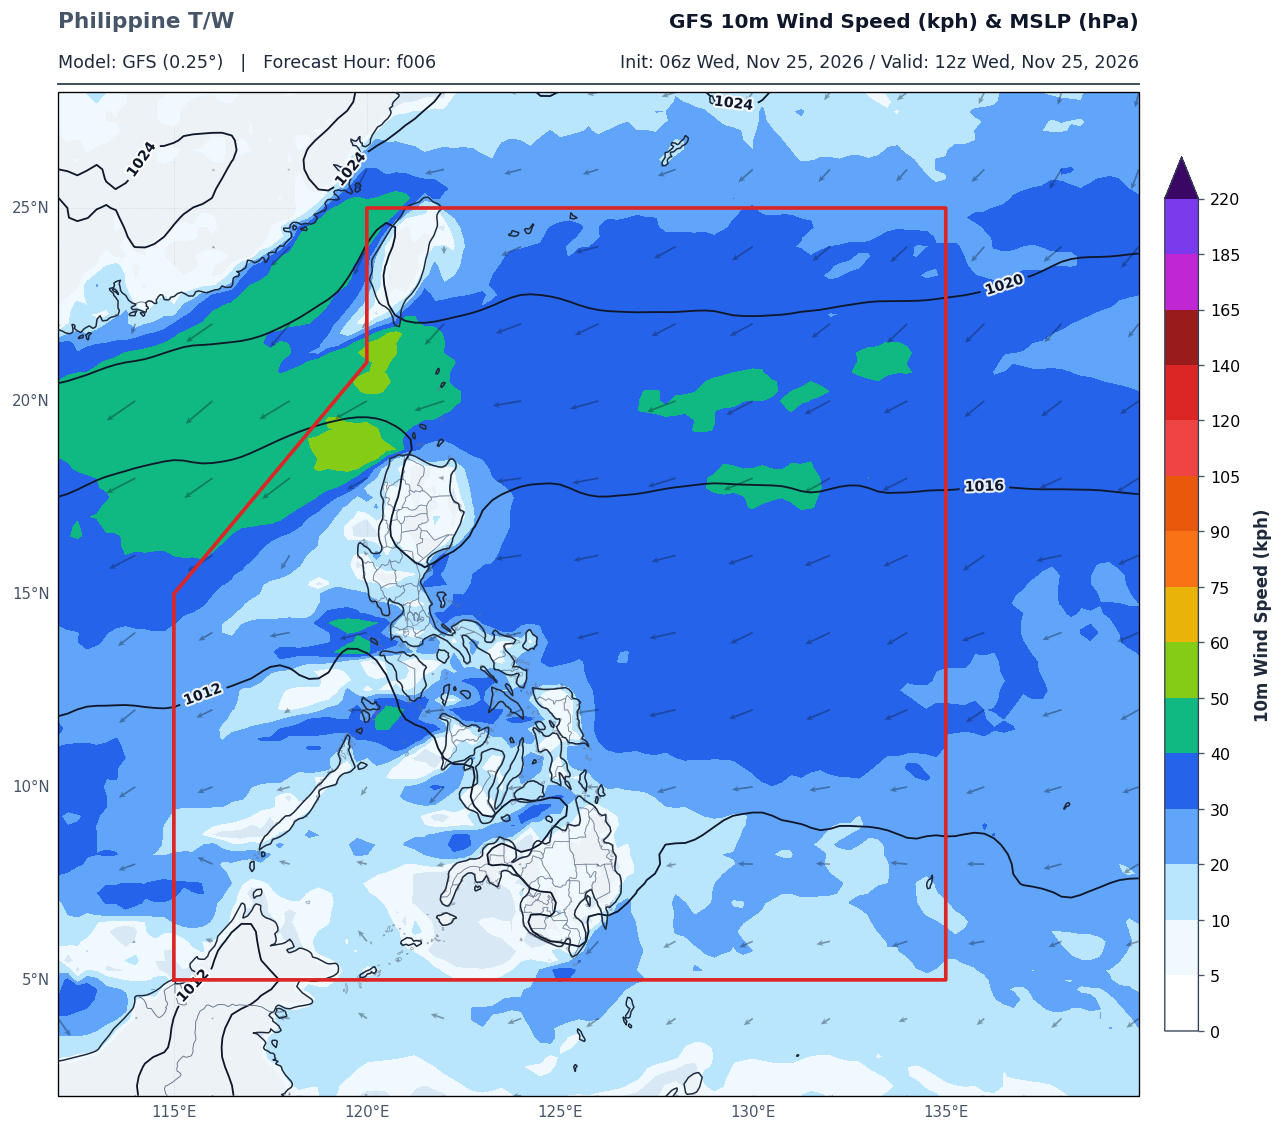 Philippine T/W
GFS 10m Wind Speed (kph) & MSLP (hPa)
Model: GFS (0.25°) | Forecast Hour: f006
Init: 06z Wed, Nov 25, 2026 / Valid: 12z Wed, Nov 25, 2026
1024
1024
1024
1020
1016
1012
1012
25°N
20°N
15°N
10°N
5°N
115°E
120°E
125°E
130°E
135°E
220
185
165
140
120
105
90
75
60
50
40
30
20
10
5
0
10m Wind Speed (kph)